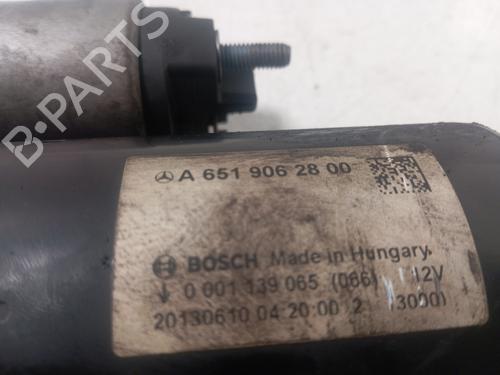 B-PARTS
A 651 906 28 00
BOSCH Made in Hungary.
0 001 139 065 (066) 12V
20130610 04 20:00 2 (3000)